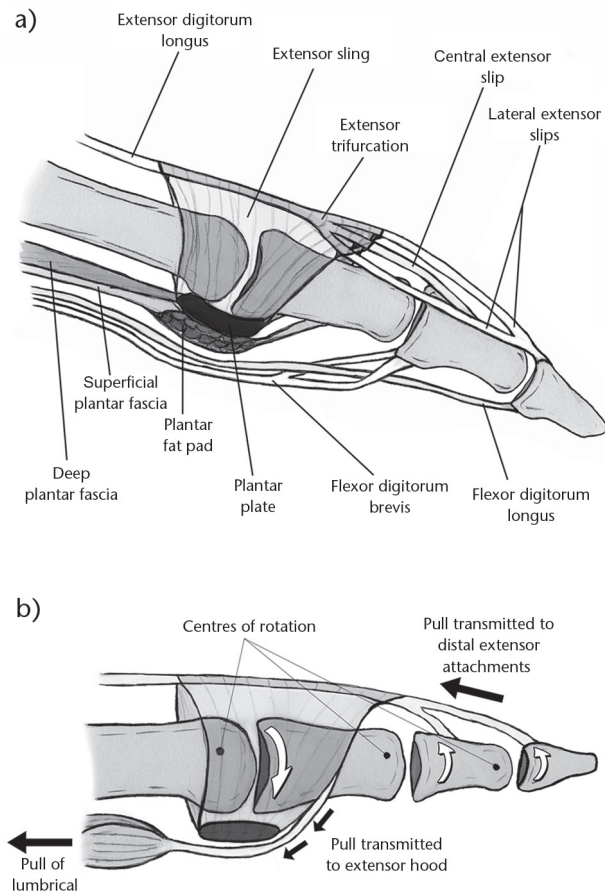 a)
Extensor digitorum
longus
Extensor sling
Central extensor
slip
Extensor
trifurcation
Lateral extensor
slips
Superficial
plantar fascia
Plantar
fat pad
Deep
plantar fascia
Plantar
plate
Flexor digitorum
brevis
Flexor digitorum
longus
b)
Centres of rotation
Pull transmitted to
distal extensor
attachments
Pull of
lumbrical
Pull transmitted
to extensor hood